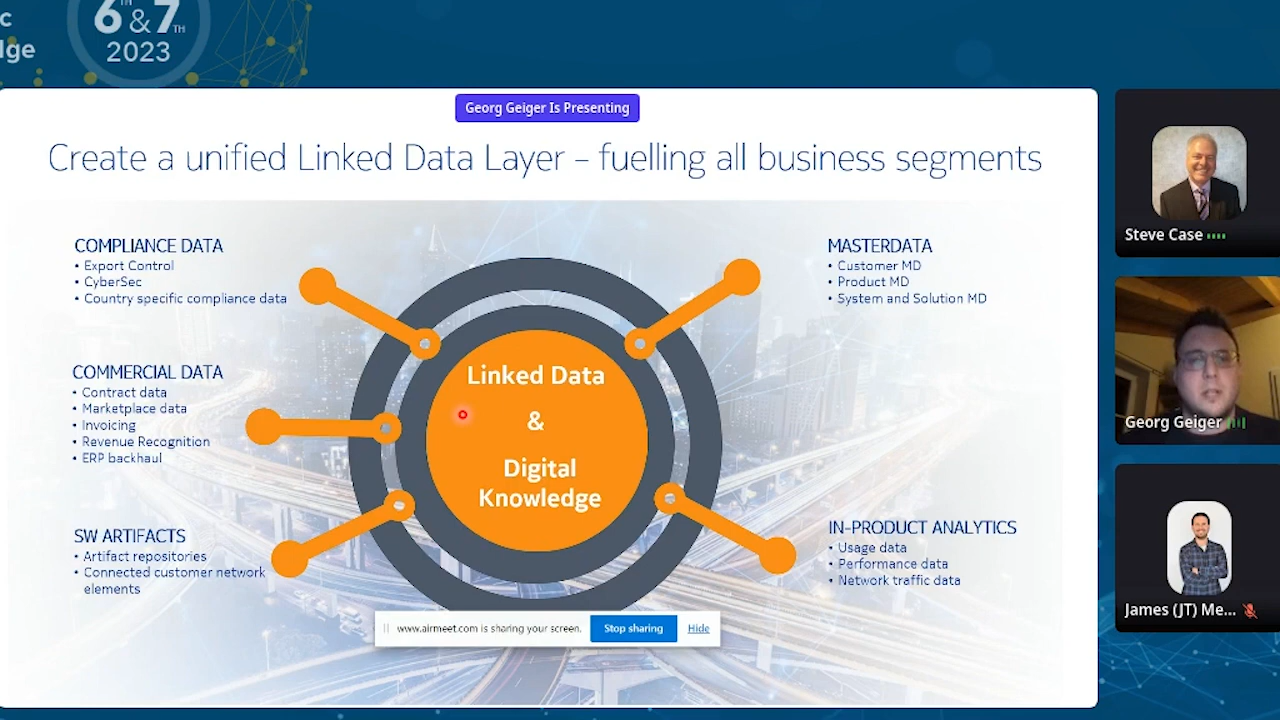 c
dge
6TH & 7TH
2023
Georg Geiger Is Presenting
Create a unified Linked Data Layer – fuelling all business segments
COMPLIANCE DATA
• Export Control
• CyberSec
• Country specific compliance data
COMMERCIAL DATA
• Contract data
• Marketplace data
• Invoicing
• Revenue Recognition
• ERP backhaul
SW ARTIFACTS
• Artifact repositories
• Connected customer network
elements
Linked Data
&
Digital
Knowledge
MASTERDATA
• Customer MD
• Product MD
• System and Solution MD
IN-PRODUCT ANALYTICS
• Usage data
• Performance data
• Network traffic data
www.airmeet.com is sharing your screen.
Stop sharing
Hide
Steve Case
Georg Geiger
James (JT) Me...